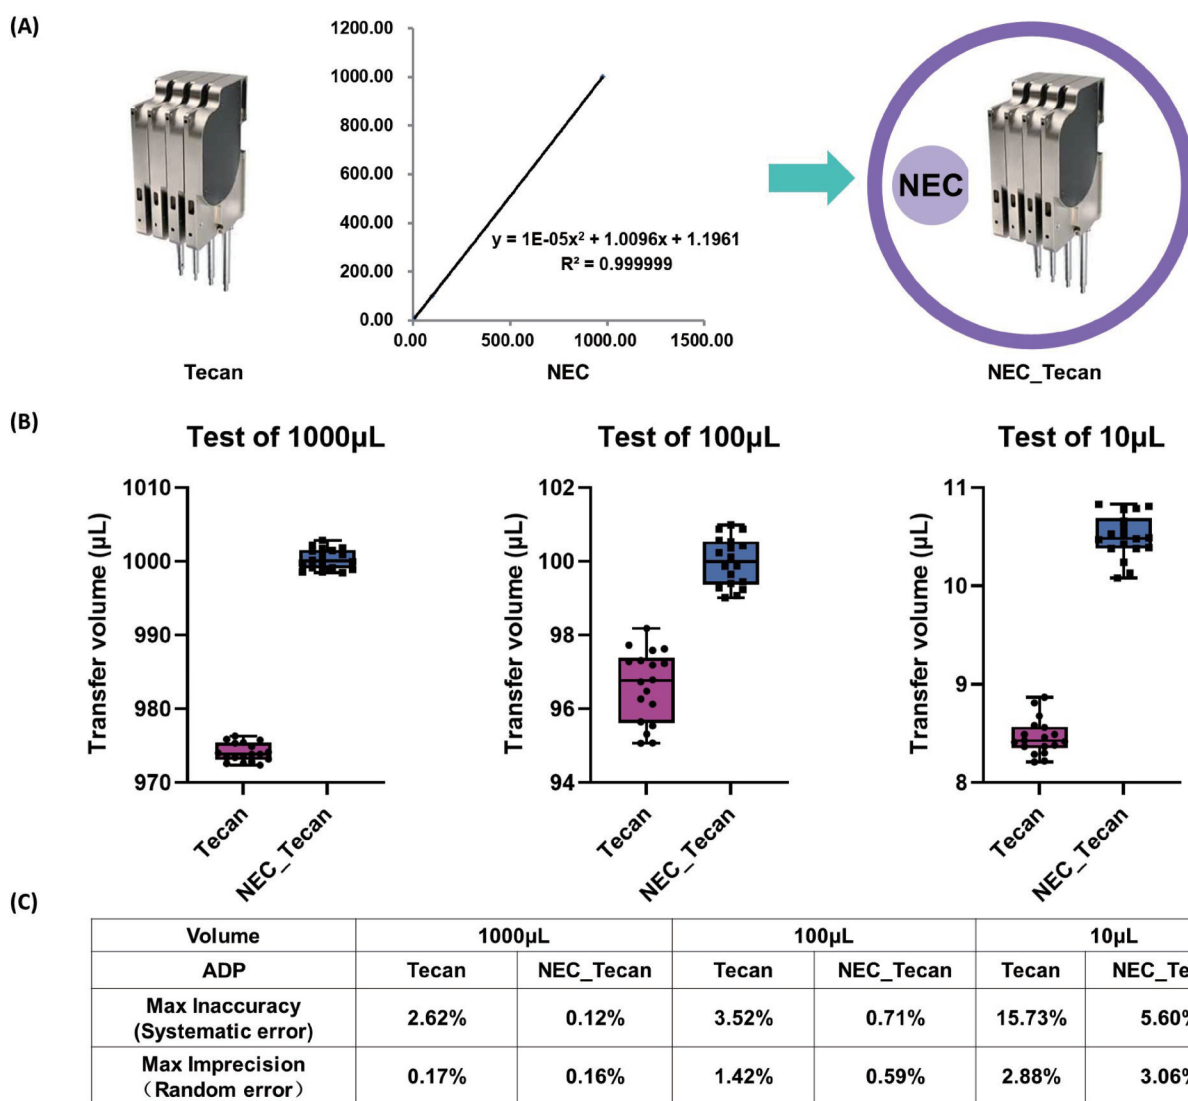 (A)
1200.00
1000.00
800.00
600.00
400.00
200.00
0.00
y = 1E-05x² + 1.0096x + 1.1961
R² = 0.999999
0.00 500.00 1000.00 1500.00
NEC
Tecan
NEC
NEC_Tecan
(B)
Test of 1000µL
Transfer volume (µL)
1010
1000
990
980
970
Tecan
NEC_Tecan
Test of 100µL
Transfer volume (µL)
102
100
98
96
94
Tecan
NEC_Tecan
Test of 10µL
Transfer volume (µL)
11
10
9
8
Tecan
NEC_Tecan
(C)
Volume 1000µL 100µL 10µL
ADP Tecan NEC_Tecan Tecan NEC_Tecan Tecan NEC_Te
Max Inaccuracy
(Systematic error)
2.62% 0.12% 3.52% 0.71% 15.73% 5.60%
Max Imprecision
（Random error）
0.17% 0.16% 1.42% 0.59% 2.88% 3.06%